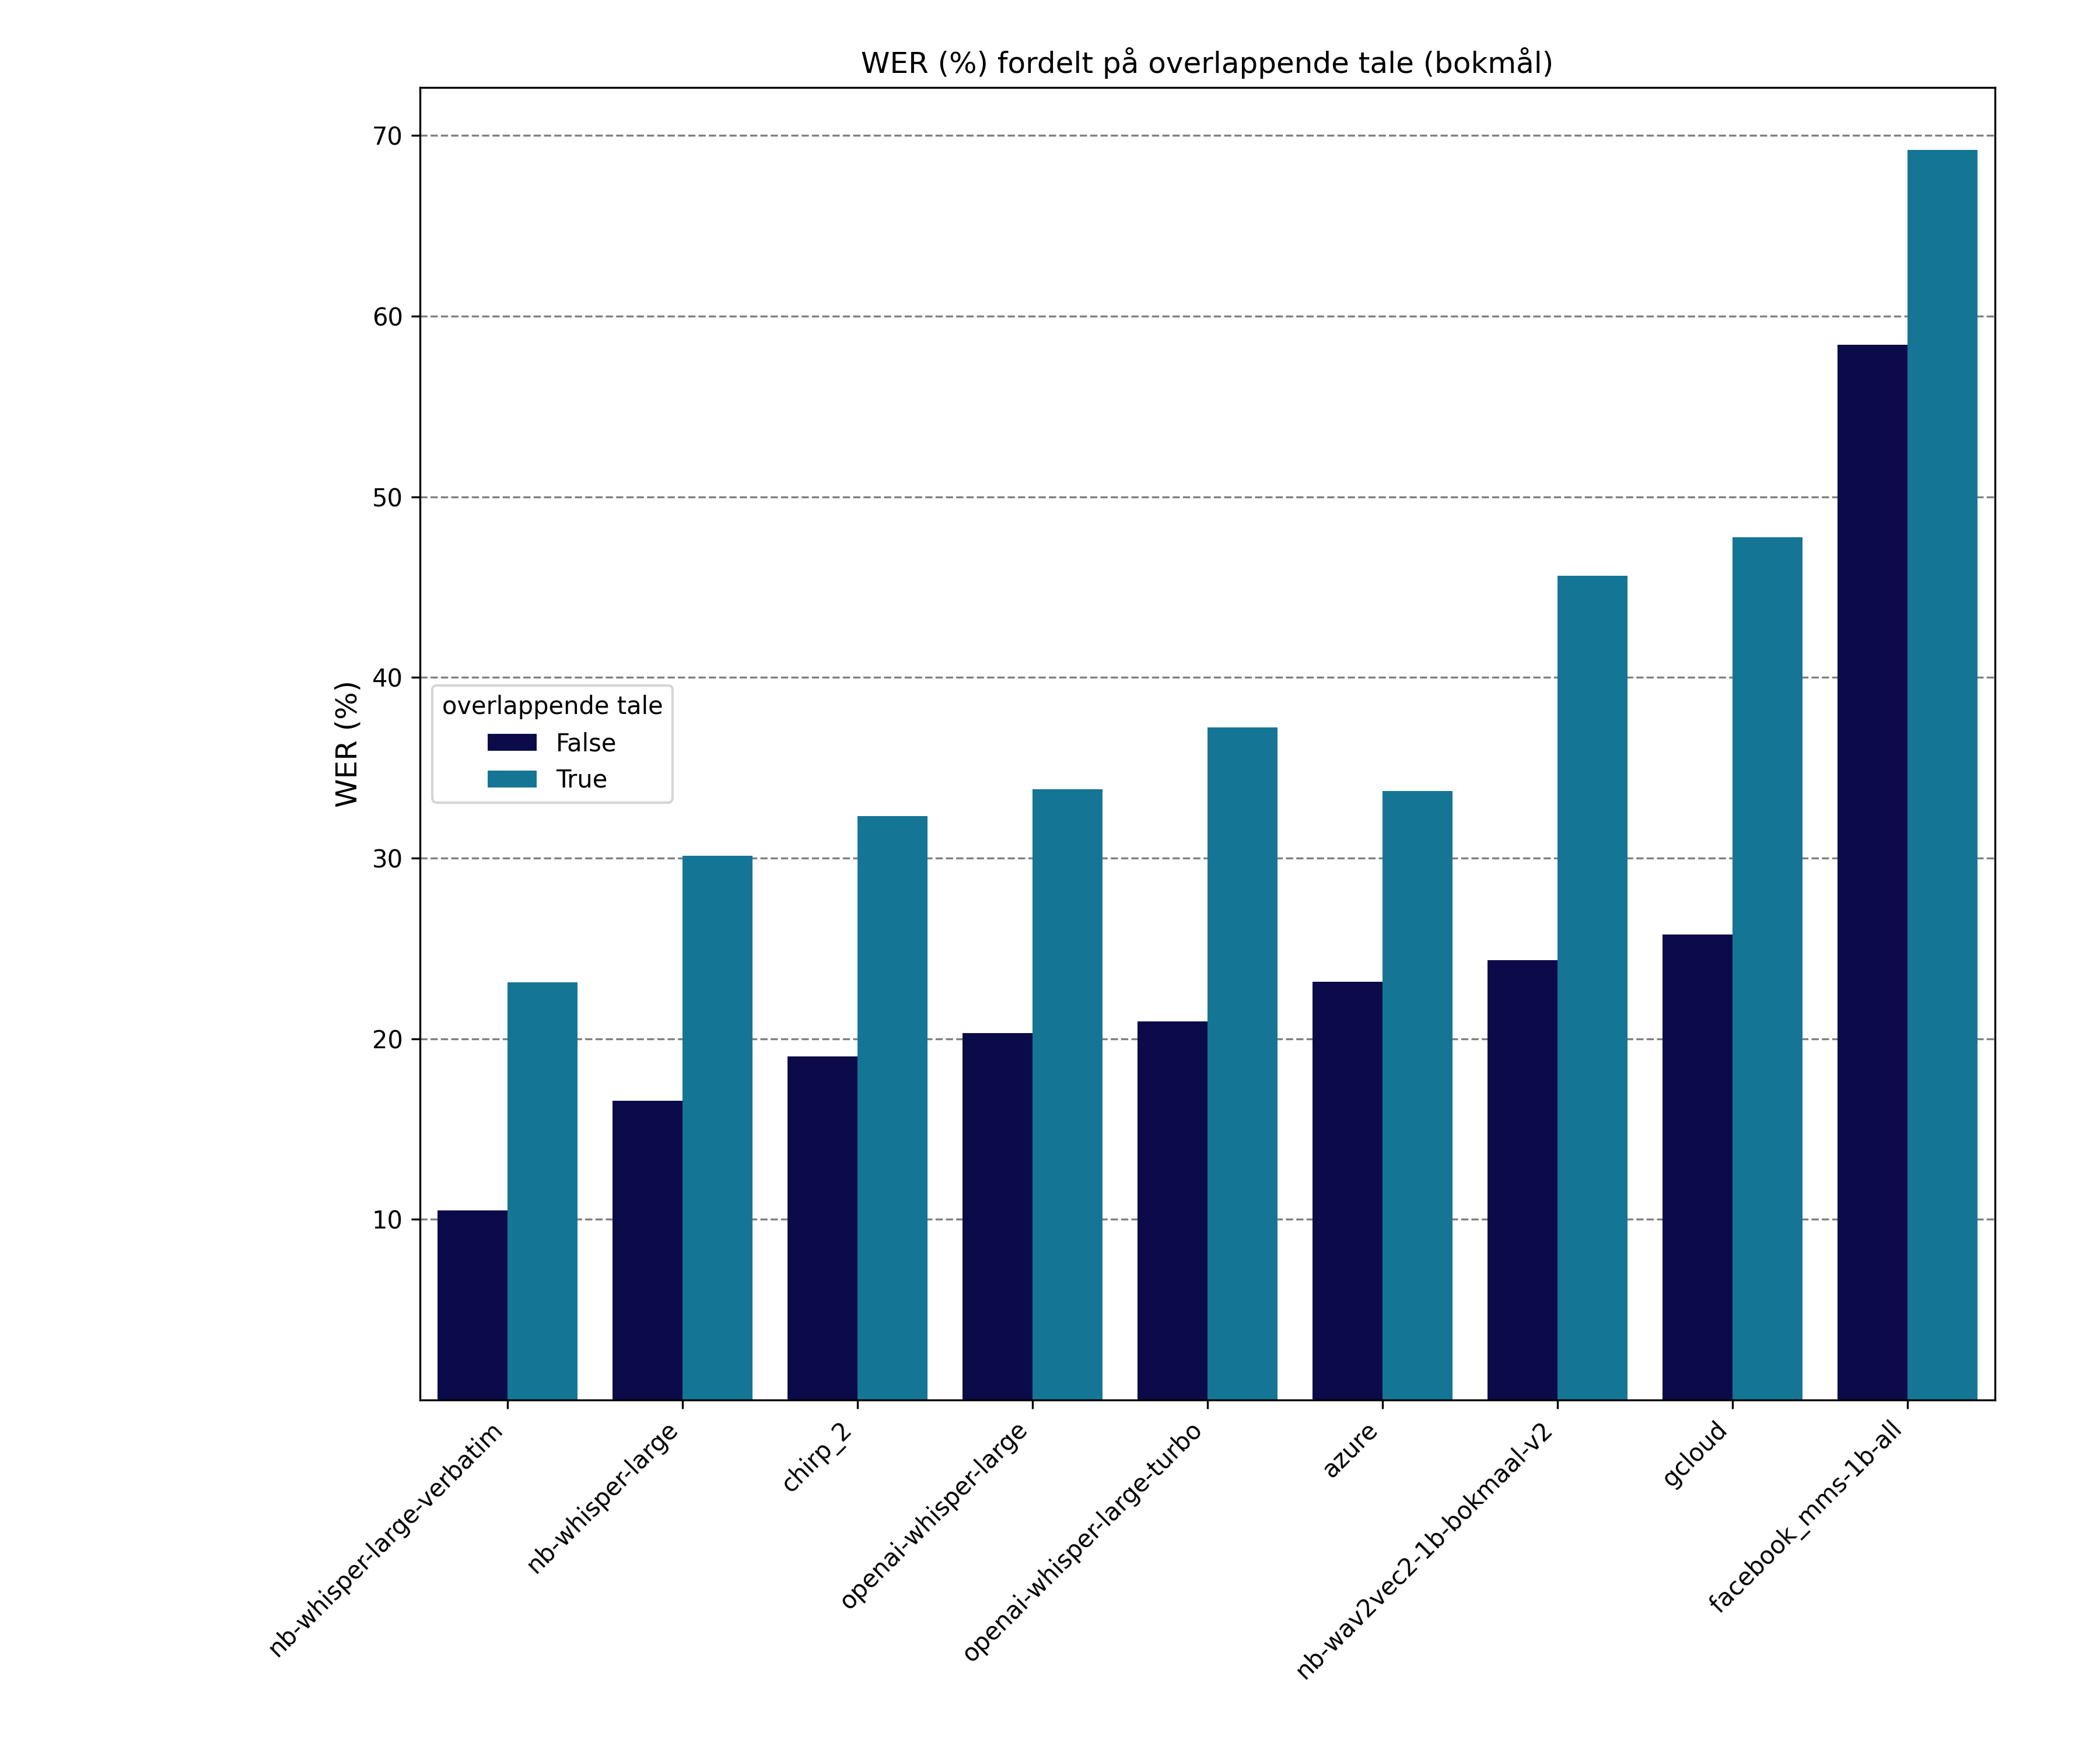 WER (%) fordelt på overlappende tale (bokmål)
70
60
50
40
30
20
10
WER (%)
overlappende tale
False
True
nb-whisper-large-verbatim
nb-whisper-large
chirp_2
openai-whisper-large
openai-whisper-large-turbo
azure
nb-wav2vec2-1b-bokmaal-v2
gcloud
facebook_mms-1b-all